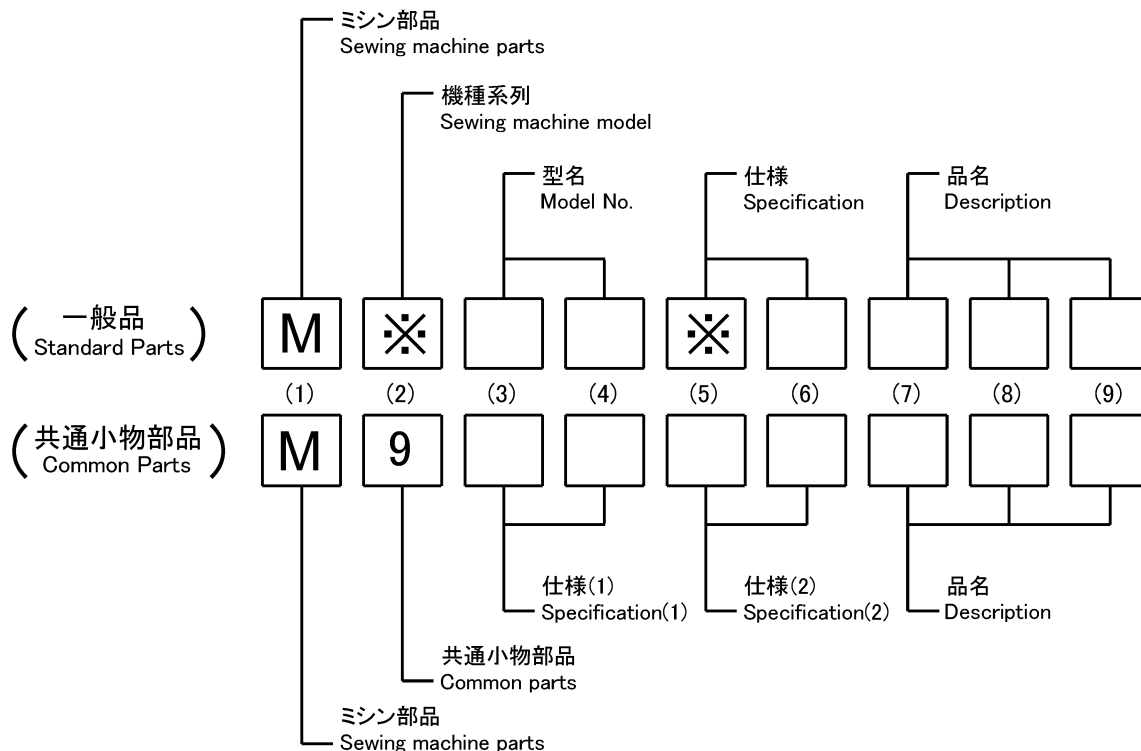 ミシン部品
Sewing machine parts
機種系列
Sewing machine model
型名
Model No.
仕様
Specification
品名
Description
一般品
Standard Parts
M ※ ※
(1) (2) (3) (4) (5) (6) (7) (8) (9)
共通小物部品
Common Parts
M 9
仕様(1)
Specification(1)
仕様(2)
Specification(2)
品名
Description
共通小物部品
Common parts
ミシン部品
Sewing machine parts